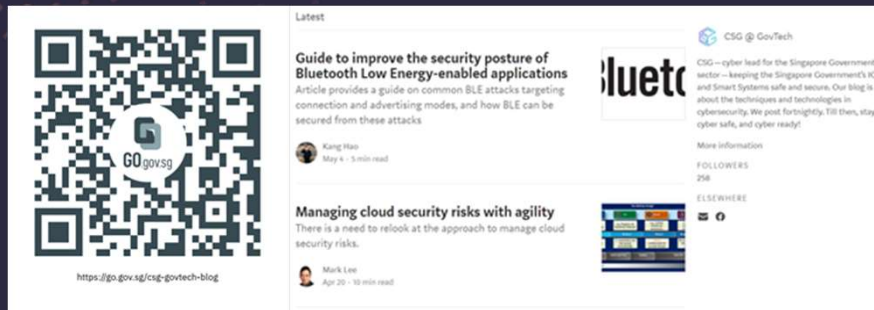 GO.gov.sg
https://go.gov.sg/csg-govtech-blog
Latest
Guide to improve the security posture of
Bluetooth Low Energy-enabled applications
Article provides a guide on common BLE attacks targeting
connection and advertising modes, and how BLE can be
secured from these attacks
Kang Hao
May 4 · 5 min read
Managing cloud security risks with agility
There is a need to relook at the approach to manage cloud
security risks.
Mark Lee
Apr 20 · 10 min read
CSG @ GovTech
CSG — cyber lead for the Singapore Government
sector — keeping the Singapore Government's
and Smart Systems safe and secure. Our blog is
about the techniques and technologies in
cybersecurity. We post fortnightly. Till then, stay
cyber safe, and cyber ready!
More information
FOLLOWERS
258
ELSEWHERE